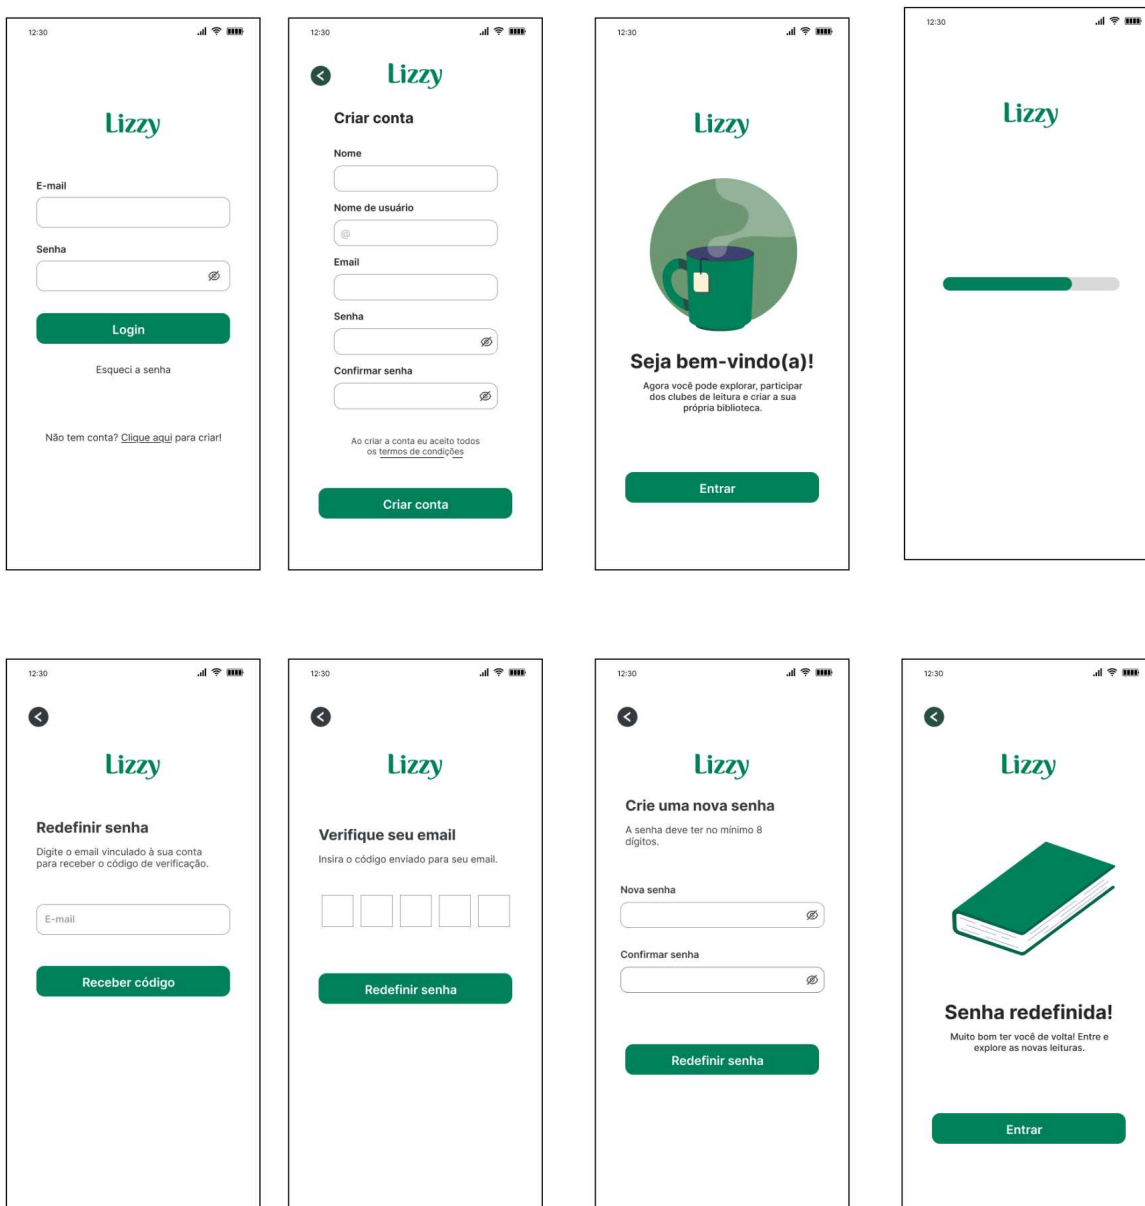 12:30
Lizzy
E-mail
Senha
Login
Esqueci a senha
Não tem conta? Clique aqui para criar!
12:30
Lizzy
Criar conta
Nome
Nome de usuário
@
Email
Senha
Confirmar senha
Ao criar a conta eu aceito todos
os termos de condições
Criar conta
12:30
Lizzy
Seja bem-vindo(a)!
Agora você pode explorar, participar
dos clubes de leitura e criar a sua
própria biblioteca.
Entrar
12:30
Lizzy
12:30
Lizzy
Redefinir senha
Digite o email vinculado à sua conta
para receber o código de verificação.
E-mail
Receber código
12:30
Lizzy
Verifique seu email
Insira o código enviado para seu email.
Redefinir senha
12:30
Lizzy
Crie uma nova senha
A senha deve ter no mínimo 8
dígitos.
Nova senha
Confirmar senha
Redefinir senha
12:30
Lizzy
Senha redefinida!
Muito bom ter você de volta! Entre e
explore as novas leituras.
Entrar